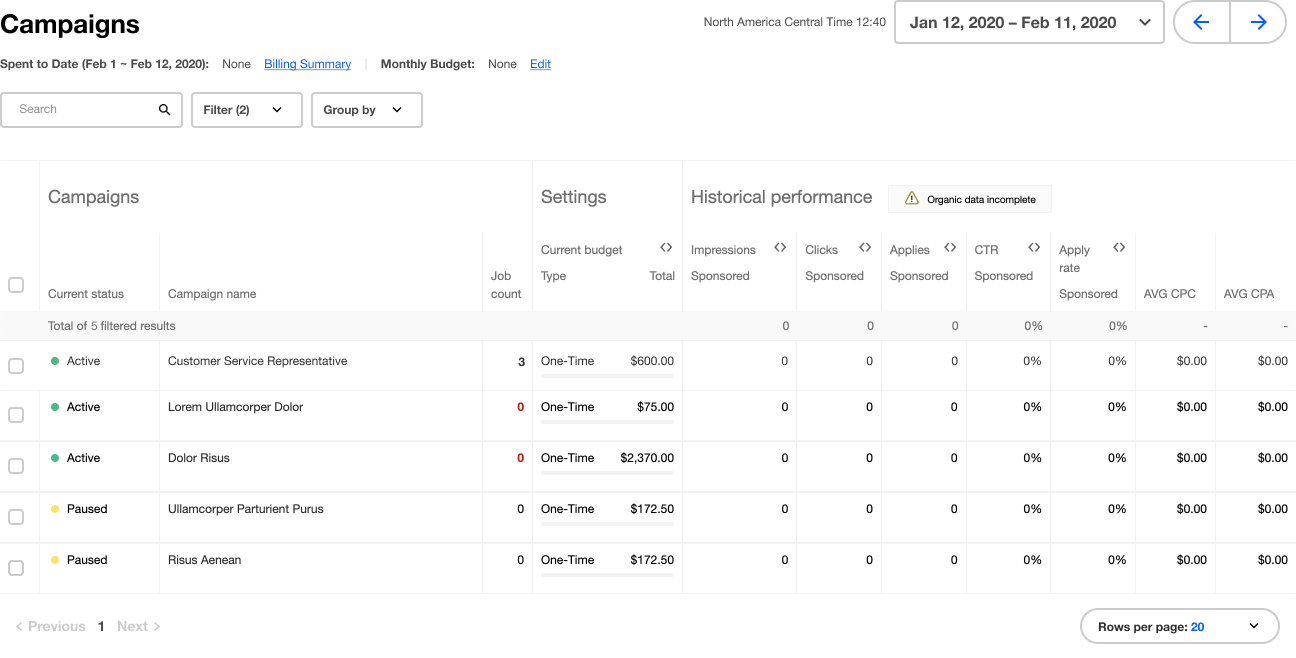 Campaigns
North America Central Time 12:40
Jan 12, 2020 – Feb 11, 2020
Spent to Date (Feb 1 ~ Feb 12, 2020): None Billing Summary | Monthly Budget: None Edit
Search
Filter (2)
Group by
Campaigns Settings Historical performance Organic data incomplete
Current budget Impressions Clicks Applies CTR Apply rate
Type Total Sponsored Sponsored Sponsored Sponsored Sponsored
Current status Campaign name Job count AVG CPC AVG CPA
Total of 5 filtered results 0 0 0 0% 0% - -
Active Customer Service Representative 3 One-Time $600.00 0 0 0 0% 0% $0.00 $0.00
Active Lorem Ullamcorper Dolor 0 One-Time $75.00 0 0 0 0% 0% $0.00 $0.00
Active Dolor Risus 0 One-Time $2,370.00 0 0 0 0% 0% $0.00 $0.00
Paused Ullamcorper Parturient Purus 0 One-Time $172.50 0 0 0 0% 0% $0.00 $0.00
Paused Risus Aenean 0 One-Time $172.50 0 0 0 0% 0% $0.00 $0.00
< Previous 1 Next >
Rows per page: 20